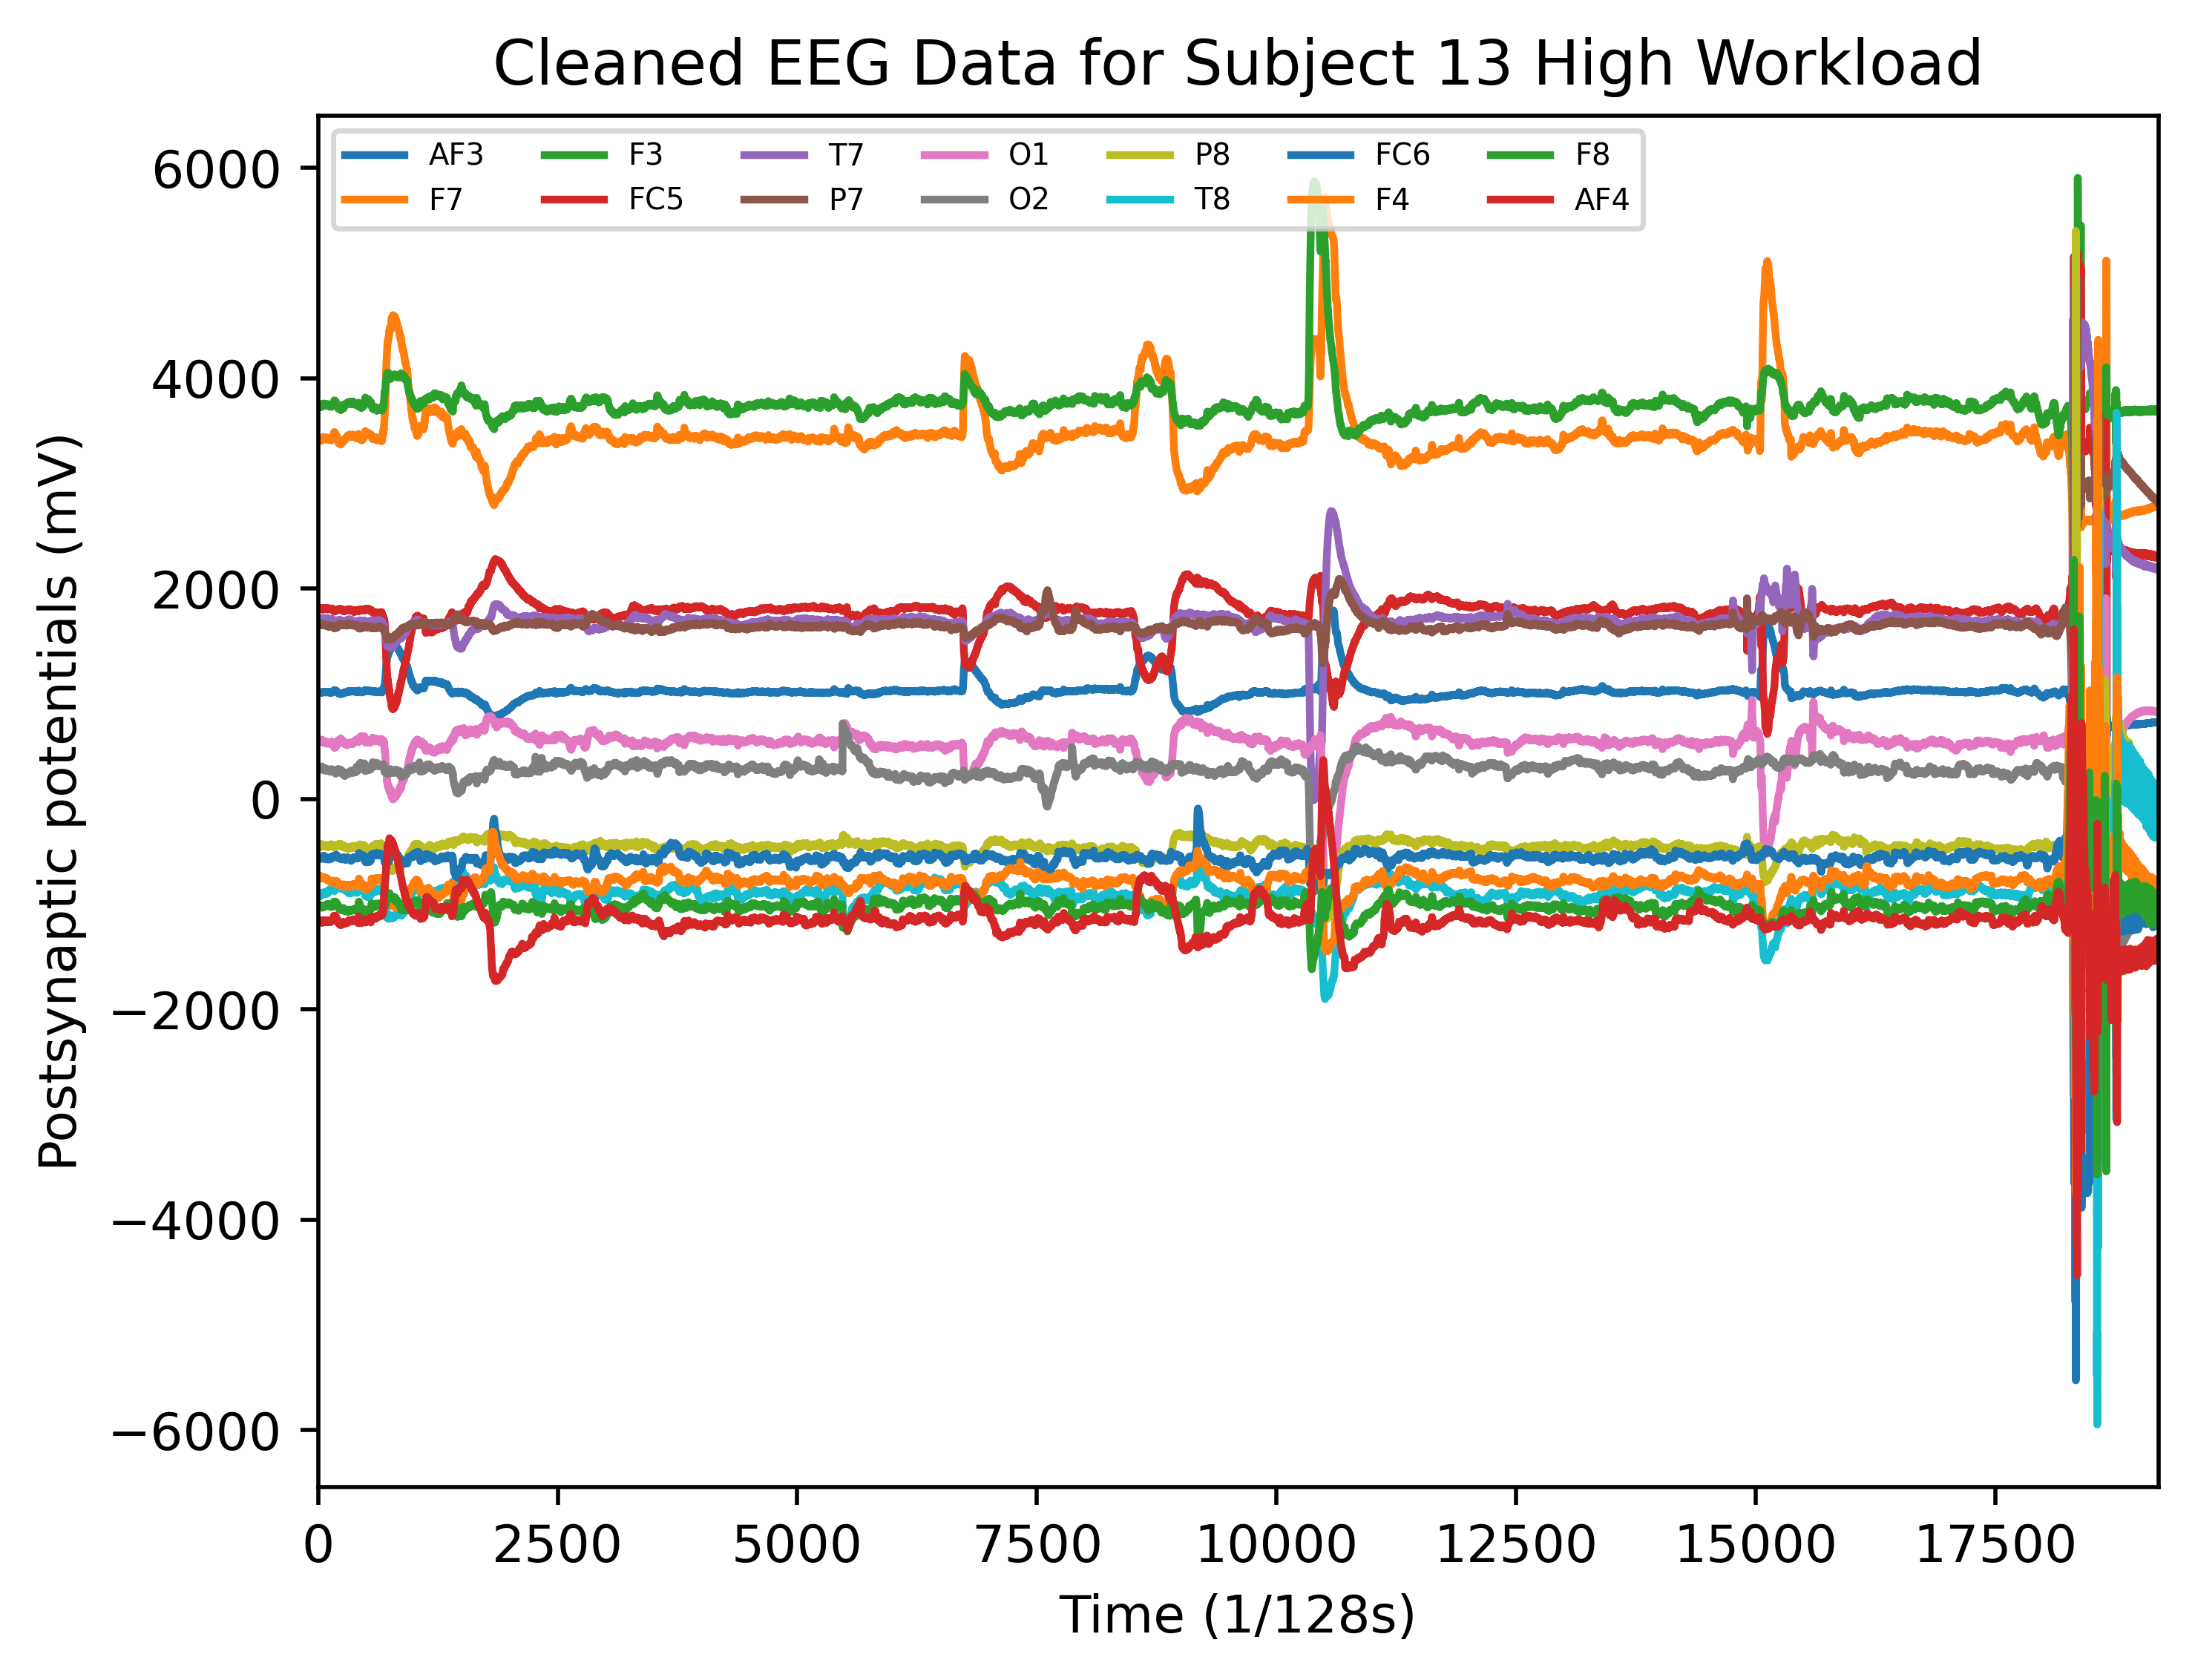 Cleaned EEG Data for Subject 13 High Workload
AF3 F3 T7 O1 P8 FC6 F8
F7 FC5 P7 O2 T8 F4 AF4
6000
4000
2000
0
−2000
−4000
−6000
Postsynaptic potentials (mV)
0 2500 5000 7500 10000 12500 15000 17500
Time (1/128s)